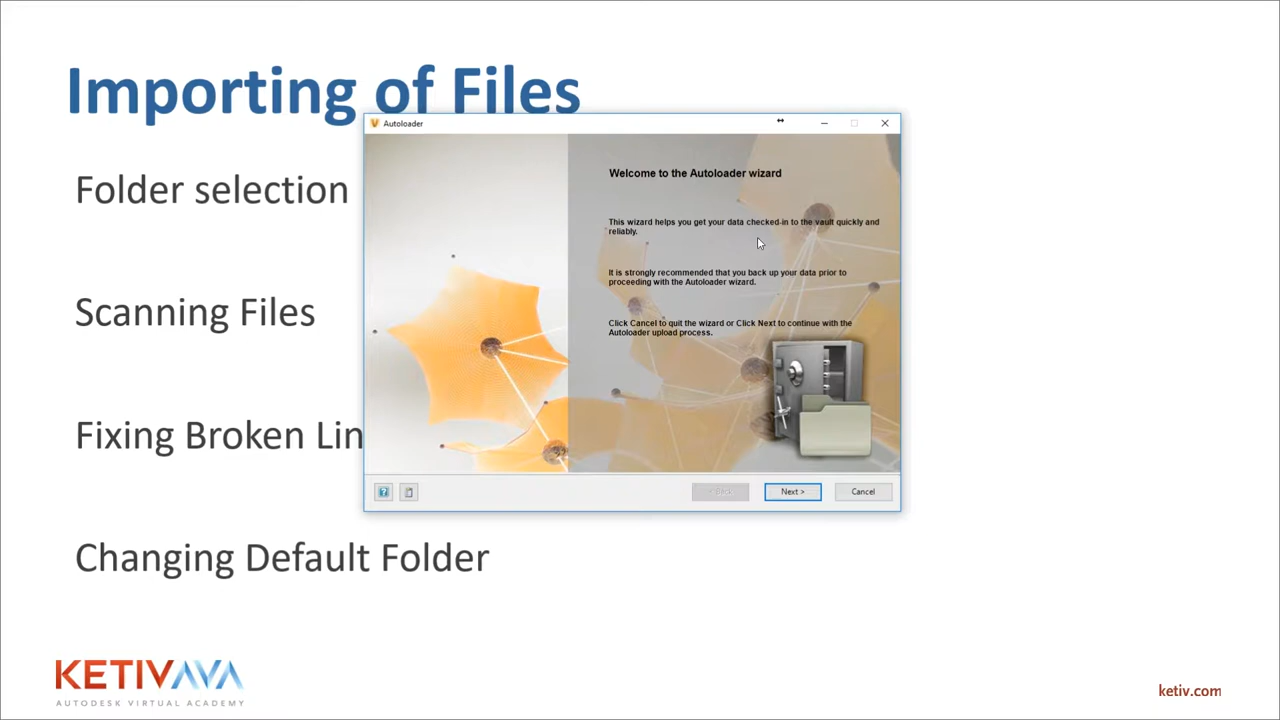 Importing of Files
Autoloader
Folder selection
Welcome to the Autoloader wizard
This wizard helps you get your data checked-in to the vault quickly and
reliably.
It is strongly recommended that you back up your data prior to
proceeding with the Autoloader wizard.
Scanning Files
Click Cancel to quit the wizard or Click Next to continue with the
Autoloader upload process.
Fixing Broken Lin
< Back
Next >
Cancel
Changing Default Folder
KETIVAVA
AUTODESK VIRTUAL ACADEMY
ketiv.com